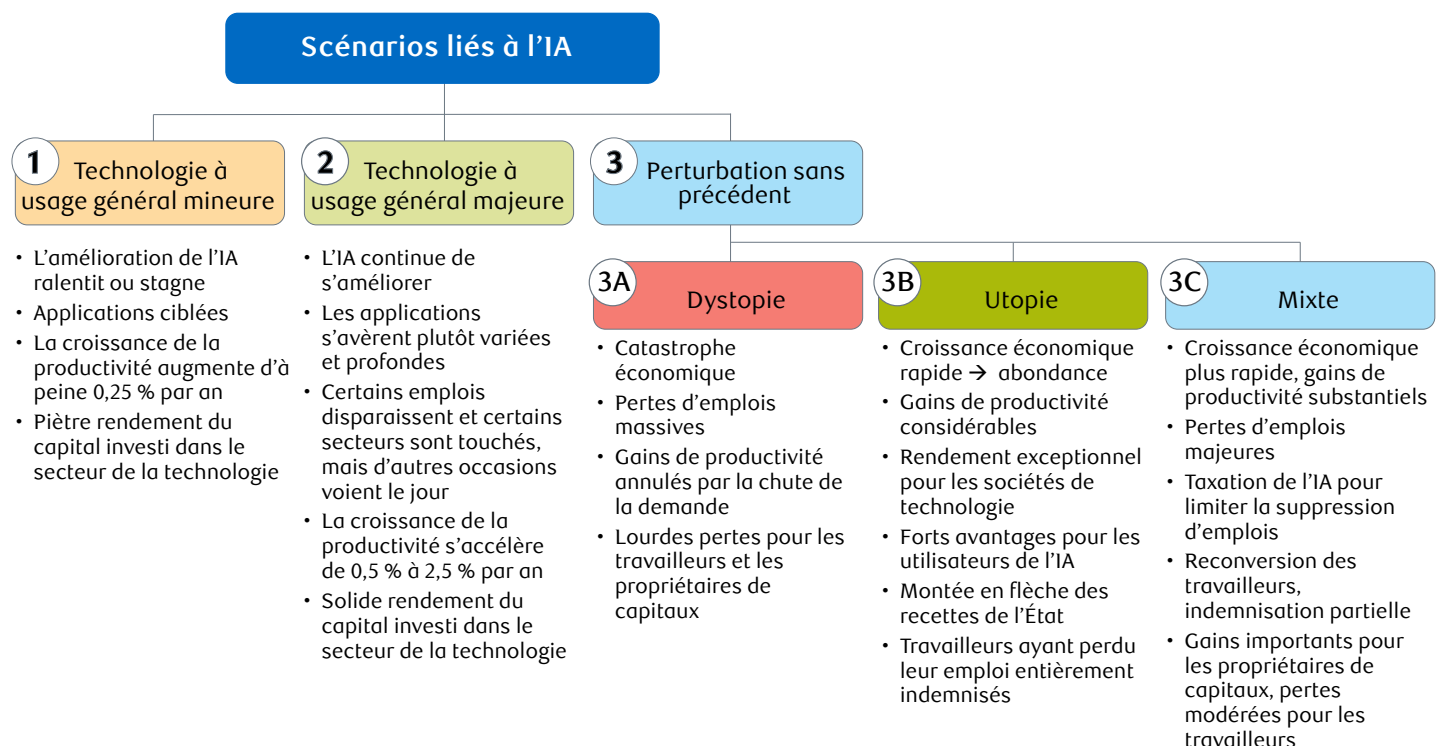 Scénarios liés à l’IA
1
Technologie à
usage général mineure
• L’amélioration de l’IA
ralentit ou stagne
• Applications ciblées
• La croissance de la
productivité augmente d’à
peine 0,25 % par an
• Piètre rendement du
capital investi dans le
secteur de la technologie
2
Technologie à
usage général majeure
• L’IA continue de
s’améliorer
• Les applications
s’avèrent plutôt variées
et profondes
• Certains emplois
disparaissent et certains
secteurs sont touchés,
mais d’autres occasions
voient le jour
• La croissance de la
productivité s’accélère
de 0,5 % à 2,5 % par an
• Solide rendement du
capital investi dans le
secteur de la technologie
3
Perturbation sans
précédent
3A
Dystopie
• Catastrophe
économique
• Pertes d’emplois
massives
• Gains de productivité
annulés par la chute de
la demande
• Lourdes pertes pour les
travailleurs et les
propriétaires de
capitaux
3B
Utopie
• Croissance économique
rapide → abondance
• Gains de productivité
considérables
• Rendement exceptionnel
pour les sociétés de
technologie
• Forts avantages pour les
utilisateurs de l’IA
• Montée en flèche des
recettes de l’État
• Travailleurs ayant perdu
leur emploi entièrement
indemnisés
3C
Mixte
• Croissance économique
plus rapide, gains de
productivité substantiels
• Pertes d’emplois
majeures
• Taxation de l’IA pour
limiter la suppression
d’emplois
• Reconversion des
travailleurs,
indemnisation partielle
• Gains importants pour
les propriétaires de
capitaux, pertes
modérées pour les
travailleurs